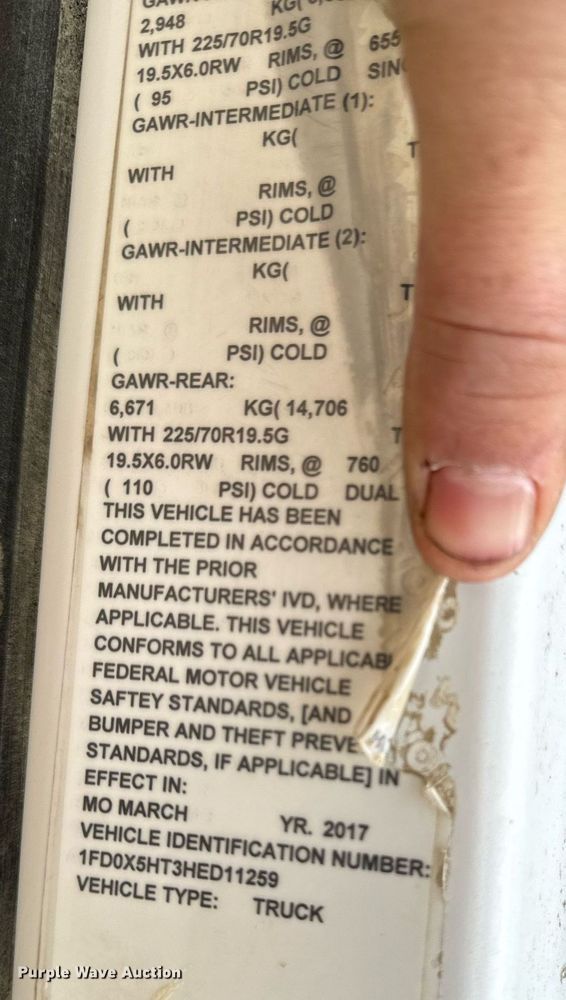 2,948 KG(
WITH 225/70R19.5G
19.5X6.0RW RIMS, @ 655
( 95 PSI) COLD
GAWR-INTERMEDIATE (1):
KG(
WITH
RIMS, @
( PSI) COLD
GAWR-INTERMEDIATE (2):
KG(
WITH
RIMS, @
( PSI) COLD
GAWR-REAR:
6,671 KG( 14,706
WITH 225/70R19.5G
19.5X6.0RW RIMS, @ 760
( 110 PSI) COLD DUAL
THIS VEHICLE HAS BEEN
COMPLETED IN ACCORDANCE
WITH THE PRIOR
MANUFACTURERS' IVD, WHERE
APPLICABLE. THIS VEHICLE
CONFORMS TO ALL APPLICAB
FEDERAL MOTOR VEHICLE
SAFTEY STANDARDS, [AND
BUMPER AND THEFT PREVE
STANDARDS, IF APPLICABLE] IN
EFFECT IN:
MO MARCH YR. 2017
VEHICLE IDENTIFICATION NUMBER:
1FD0X5HT3HED11259
VEHICLE TYPE: TRUCK
Purple Wave Auction